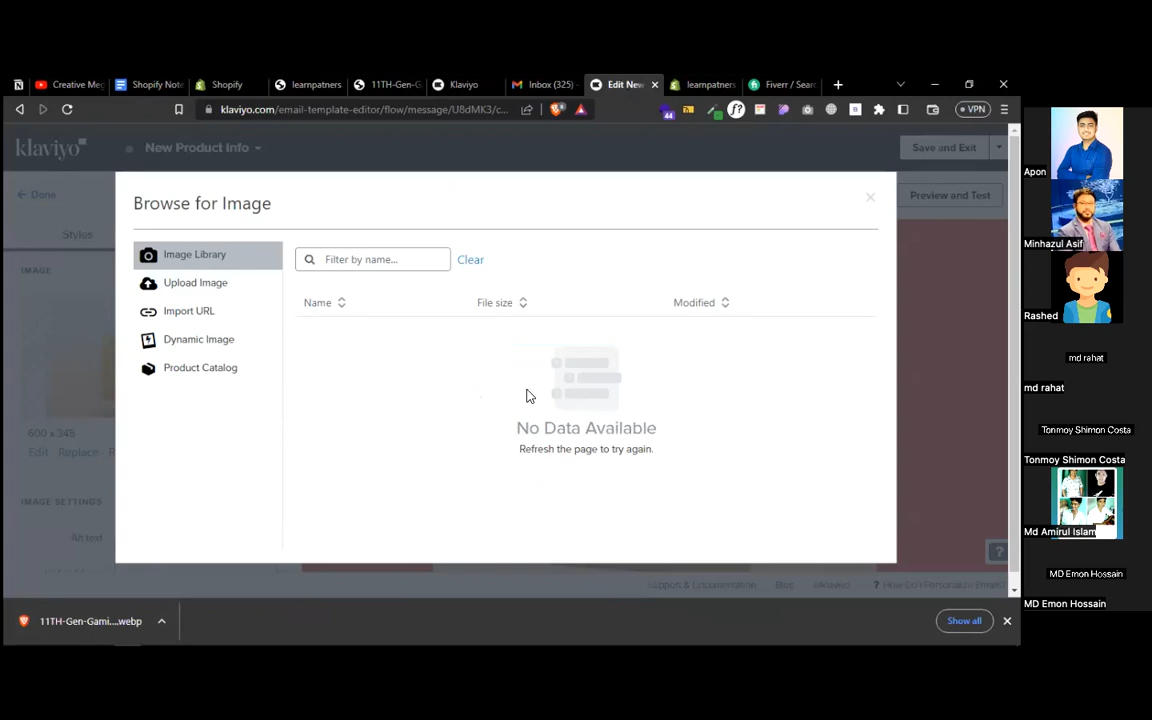 Creative Meg
Shopify Note
Shopify
learnpatners
11TH-Gen-G
Klaviyo
Inbox (325)
Edit New
learnpatners
Fiverr / Sear
klaviyo.com/email-template-editor/flow/message/U8dMK3/c...
44
f?
VPN
klaviyo
New Product Info
Save and Exit
Done
Preview and Test
Styles
IMAGE
600 x 345
Edit Replace R
IMAGE SETTINGS
Alt text
Browse for Image
Image Library
Upload Image
Import URL
Dynamic Image
Product Catalog
Filter by name...
Clear
Name
File size
Modified
No Data Available
Refresh the page to try again.
Support & Documentation
Blog
@klaviyo
? How Do I Personalize Emails?
?
11TH-Gen-Gami....webp
Show all
Apon
Minhazul Asif
Rashed
md rahat
md rahat
Tonmoy Shimon Costa
Tonmoy Shimon Costa
Md Amirul Islam
MD Emon Hossain
MD Emon Hossain